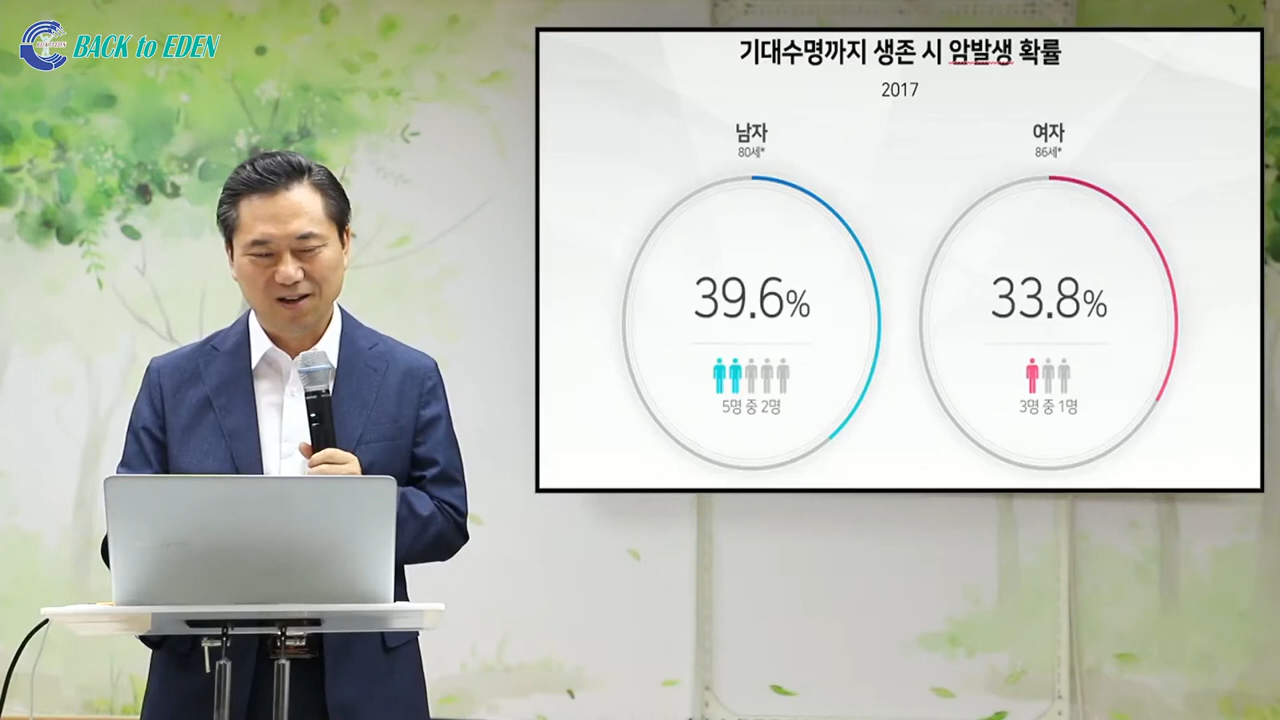 BACK to EDEN
기대수명까지 생존 시 암발생 확률
2017
남자
80세*
39.6%
5명 중 2명
여자
86세*
33.8%
3명 중 1명